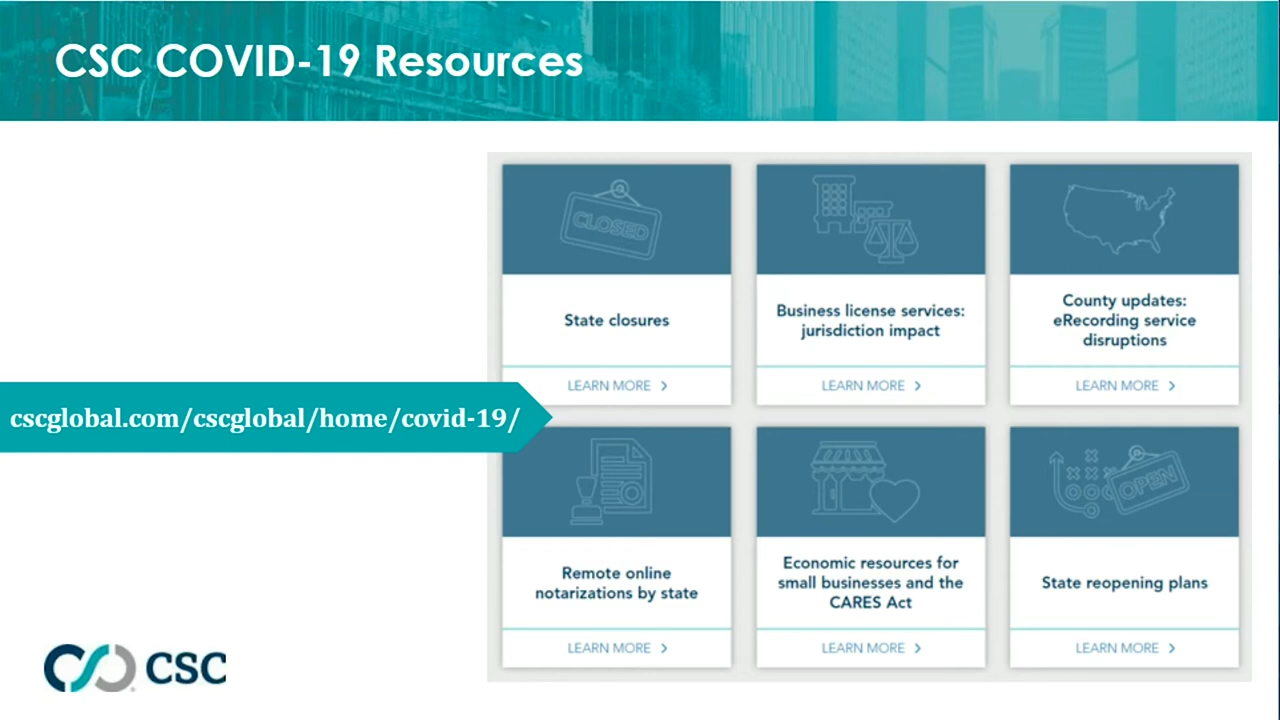 CSC COVID-19 Resources
CLOSED
State closures
LEARN MORE >
Business license services:
jurisdiction impact
LEARN MORE >
County updates:
eRecording service
disruptions
LEARN MORE >
cscglobal.com/cscglobal/home/covid-19/
Remote online
notarizations by state
LEARN MORE >
Economic resources for
small businesses and the
CARES Act
LEARN MORE >
OPEN
State reopening plans
LEARN MORE >
CSC